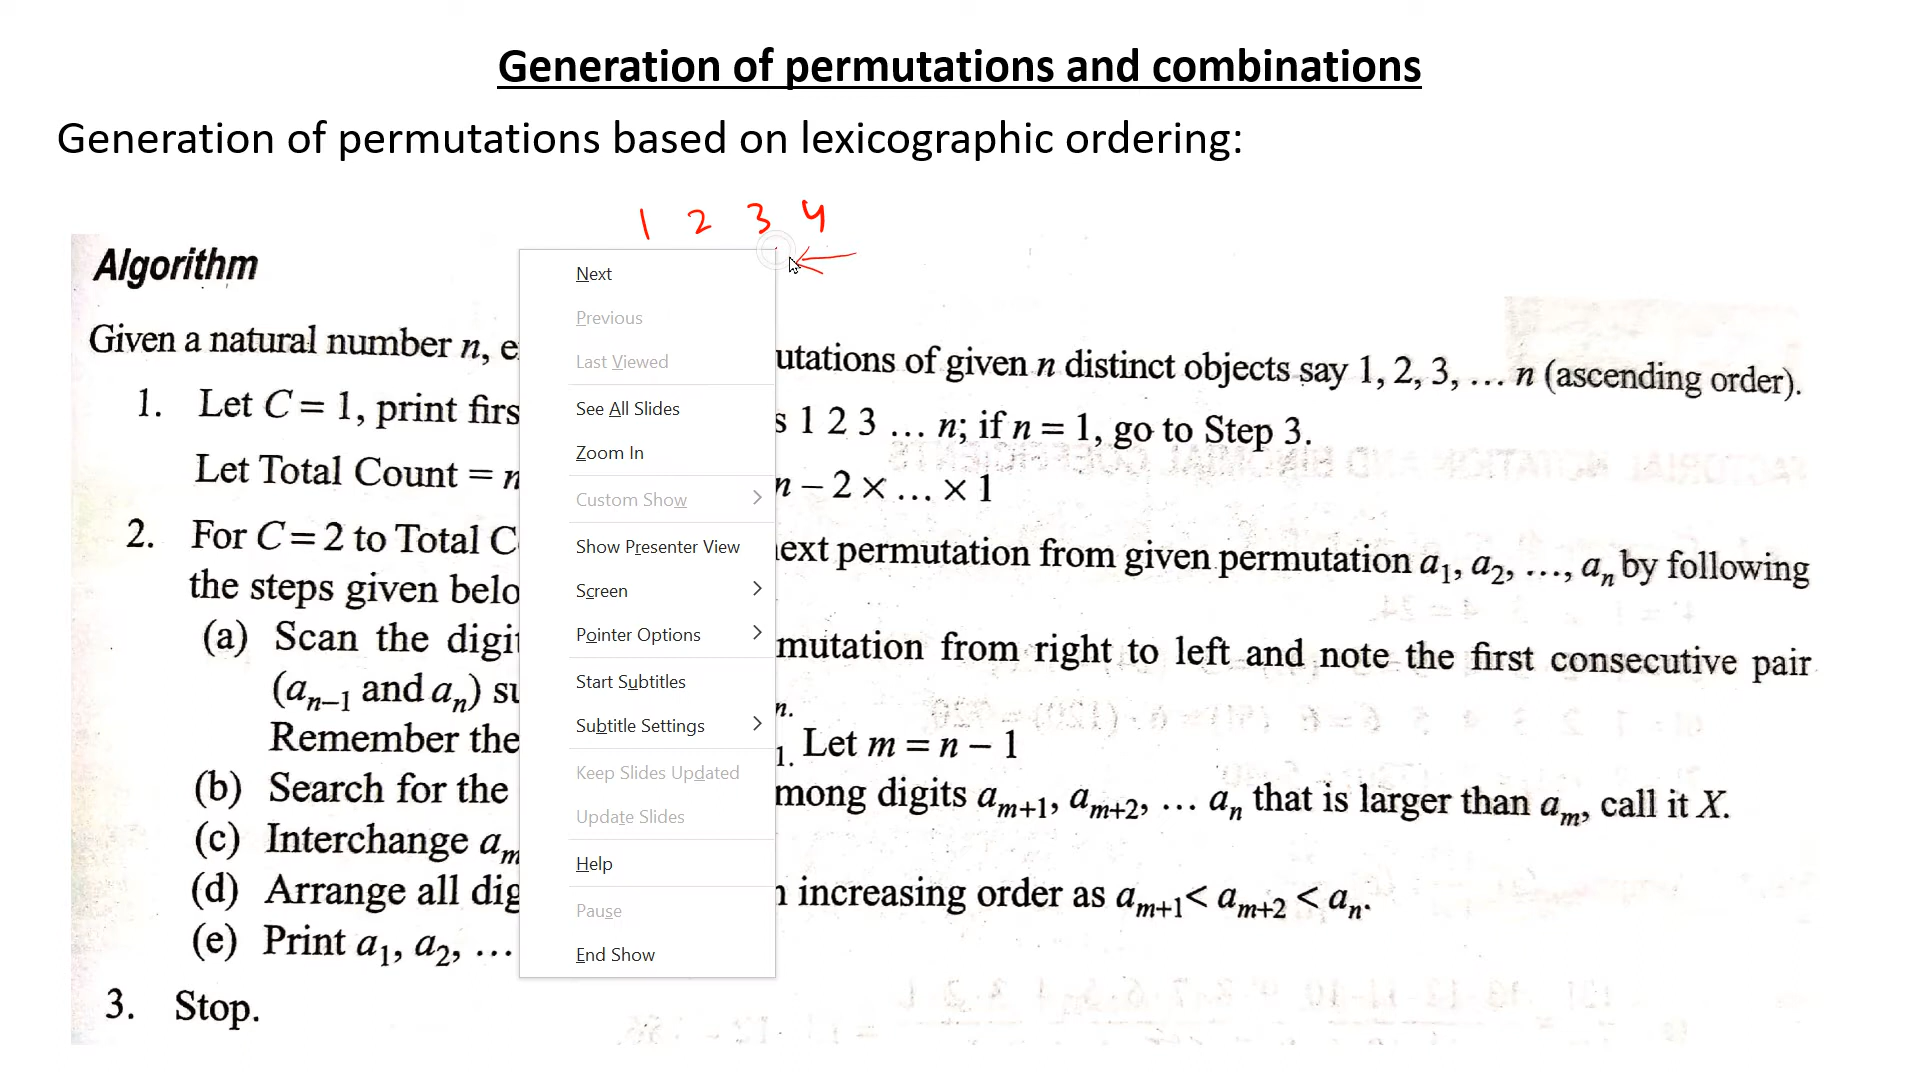 Generation of permutations and combinations
Generation of permutations based on lexicographic ordering:
1 2 3 4
Algorithm
Given a natural number n, e
utations of given n distinct objects say 1, 2, 3, ... n (ascending order).
1. Let C = 1, print firs
s 1 2 3 ... n; if n = 1, go to Step 3.
Let Total Count = n
n – 2 × ... × 1
2. For C = 2 to Total C
ext permutation from given permutation a₁, a₂, ..., aₙ by following
the steps given belo
(a) Scan the digi
mutation from right to left and note the first consecutive pair
(aₙ₋₁ and aₙ) su
n.
Remember the
1. Let m = n – 1
(b) Search for the
mong digits aₘ₊₁, aₘ₊₂, ... aₙ that is larger than aₘ, call it X.
(c) Interchange aₘ
(d) Arrange all dig
n increasing order as aₘ₊₁< aₘ₊₂ < aₙ.
(e) Print a₁, a₂, ...
3. Stop.
Next
Previous
Last Viewed
See All Slides
Zoom In
Custom Show
Show Presenter View
Screen
Pointer Options
Start Subtitles
Subtitle Settings
Keep Slides Updated
Update Slides
Help
Pause
End Show